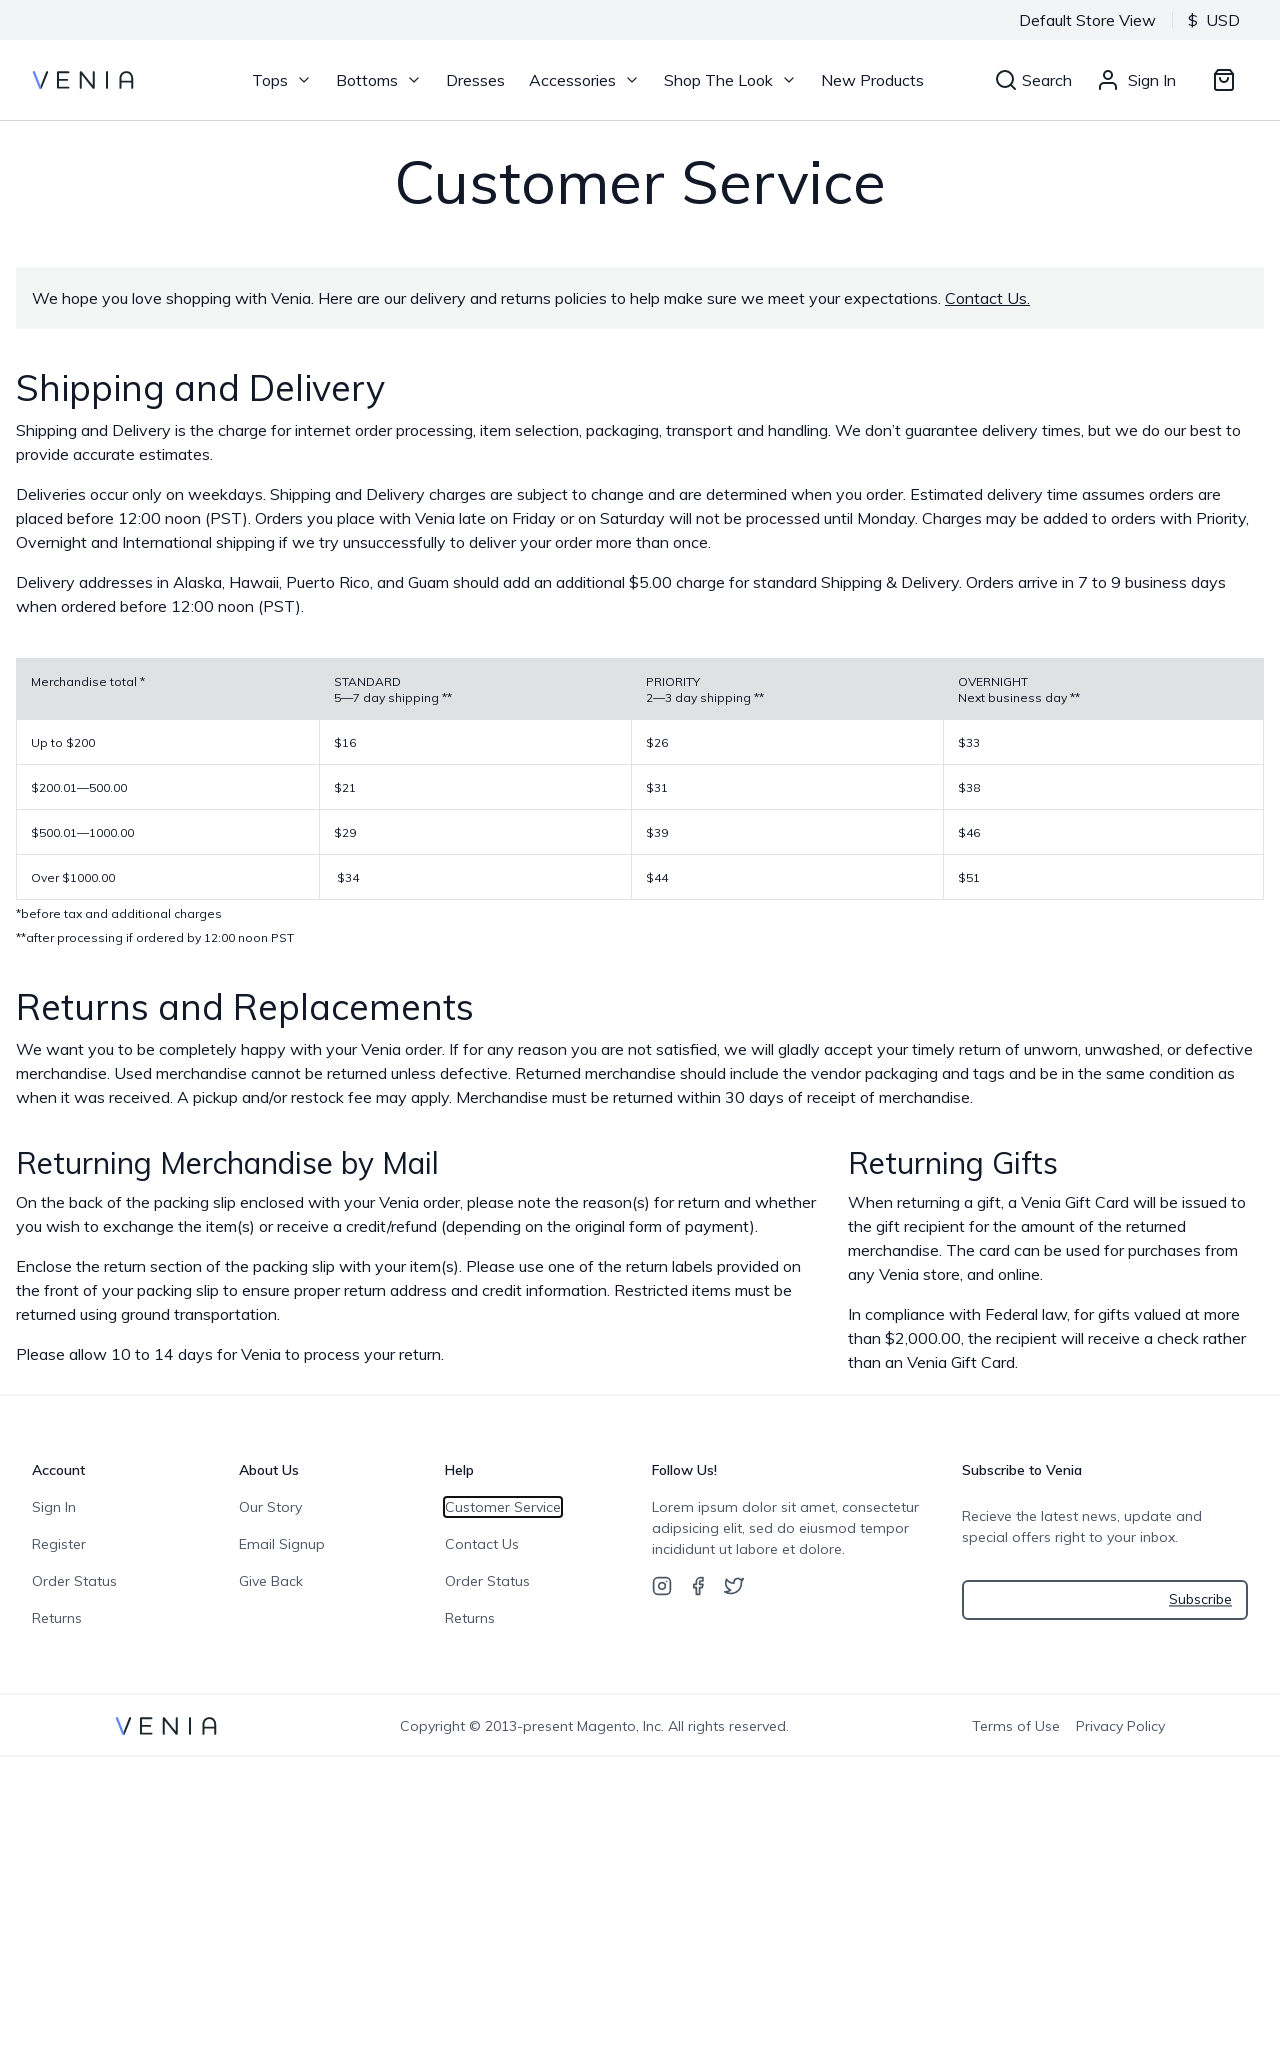 Default Store View
$ USD
VENIA
Tops
Bottoms
Dresses
Accessories
Shop The Look
New Products
Search
Sign In
Customer Service
We hope you love shopping with Venia. Here are our delivery and returns policies to help make sure we meet your expectations. Contact Us.
Shipping and Delivery
Shipping and Delivery is the charge for internet order processing, item selection, packaging, transport and handling. We don’t guarantee delivery times, but we do our best to
provide accurate estimates.
Deliveries occur only on weekdays. Shipping and Delivery charges are subject to change and are determined when you order. Estimated delivery time assumes orders are
placed before 12:00 noon (PST). Orders you place with Venia late on Friday or on Saturday will not be processed until Monday. Charges may be added to orders with Priority,
Overnight and International shipping if we try unsuccessfully to deliver your order more than once.
Delivery addresses in Alaska, Hawaii, Puerto Rico, and Guam should add an additional $5.00 charge for standard Shipping & Delivery. Orders arrive in 7 to 9 business days
when ordered before 12:00 noon (PST).
Merchandise total *
STANDARD
5—7 day shipping **
PRIORITY
2—3 day shipping **
OVERNIGHT
Next business day **
Up to $200
$16
$26
$33
$200.01—500.00
$21
$31
$38
$500.01—1000.00
$29
$39
$46
Over $1000.00
$34
$44
$51
*before tax and additional charges
**after processing if ordered by 12:00 noon PST
Returns and Replacements
We want you to be completely happy with your Venia order. If for any reason you are not satisfied, we will gladly accept your timely return of unworn, unwashed, or defective
merchandise. Used merchandise cannot be returned unless defective. Returned merchandise should include the vendor packaging and tags and be in the same condition as
when it was received. A pickup and/or restock fee may apply. Merchandise must be returned within 30 days of receipt of merchandise.
Returning Merchandise by Mail
On the back of the packing slip enclosed with your Venia order, please note the reason(s) for return and whether
you wish to exchange the item(s) or receive a credit/refund (depending on the original form of payment).
Enclose the return section of the packing slip with your item(s). Please use one of the return labels provided on
the front of your packing slip to ensure proper return address and credit information. Restricted items must be
returned using ground transportation.
Please allow 10 to 14 days for Venia to process your return.
Returning Gifts
When returning a gift, a Venia Gift Card will be issued to
the gift recipient for the amount of the returned
merchandise. The card can be used for purchases from
any Venia store, and online.
In compliance with Federal law, for gifts valued at more
than $2,000.00, the recipient will receive a check rather
than an Venia Gift Card.
Account
Sign In
Register
Order Status
Returns
About Us
Our Story
Email Signup
Give Back
Help
Customer Service
Contact Us
Order Status
Returns
Follow Us!
Lorem ipsum dolor sit amet, consectetur
adipsicing elit, sed do eiusmod tempor
incididunt ut labore et dolore.
Subscribe to Venia
Recieve the latest news, update and
special offers right to your inbox.
Subscribe
VENIA
Copyright © 2013-present Magento, Inc. All rights reserved.
Terms of Use
Privacy Policy